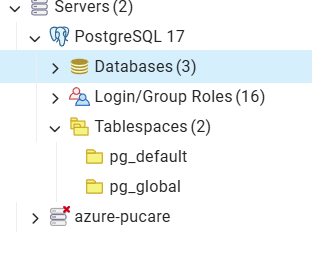 Servers (2)
PostgreSQL 17
Databases (3)
Login/Group Roles (16)
Tablespaces (2)
pg_default
pg_global
azure-pucare